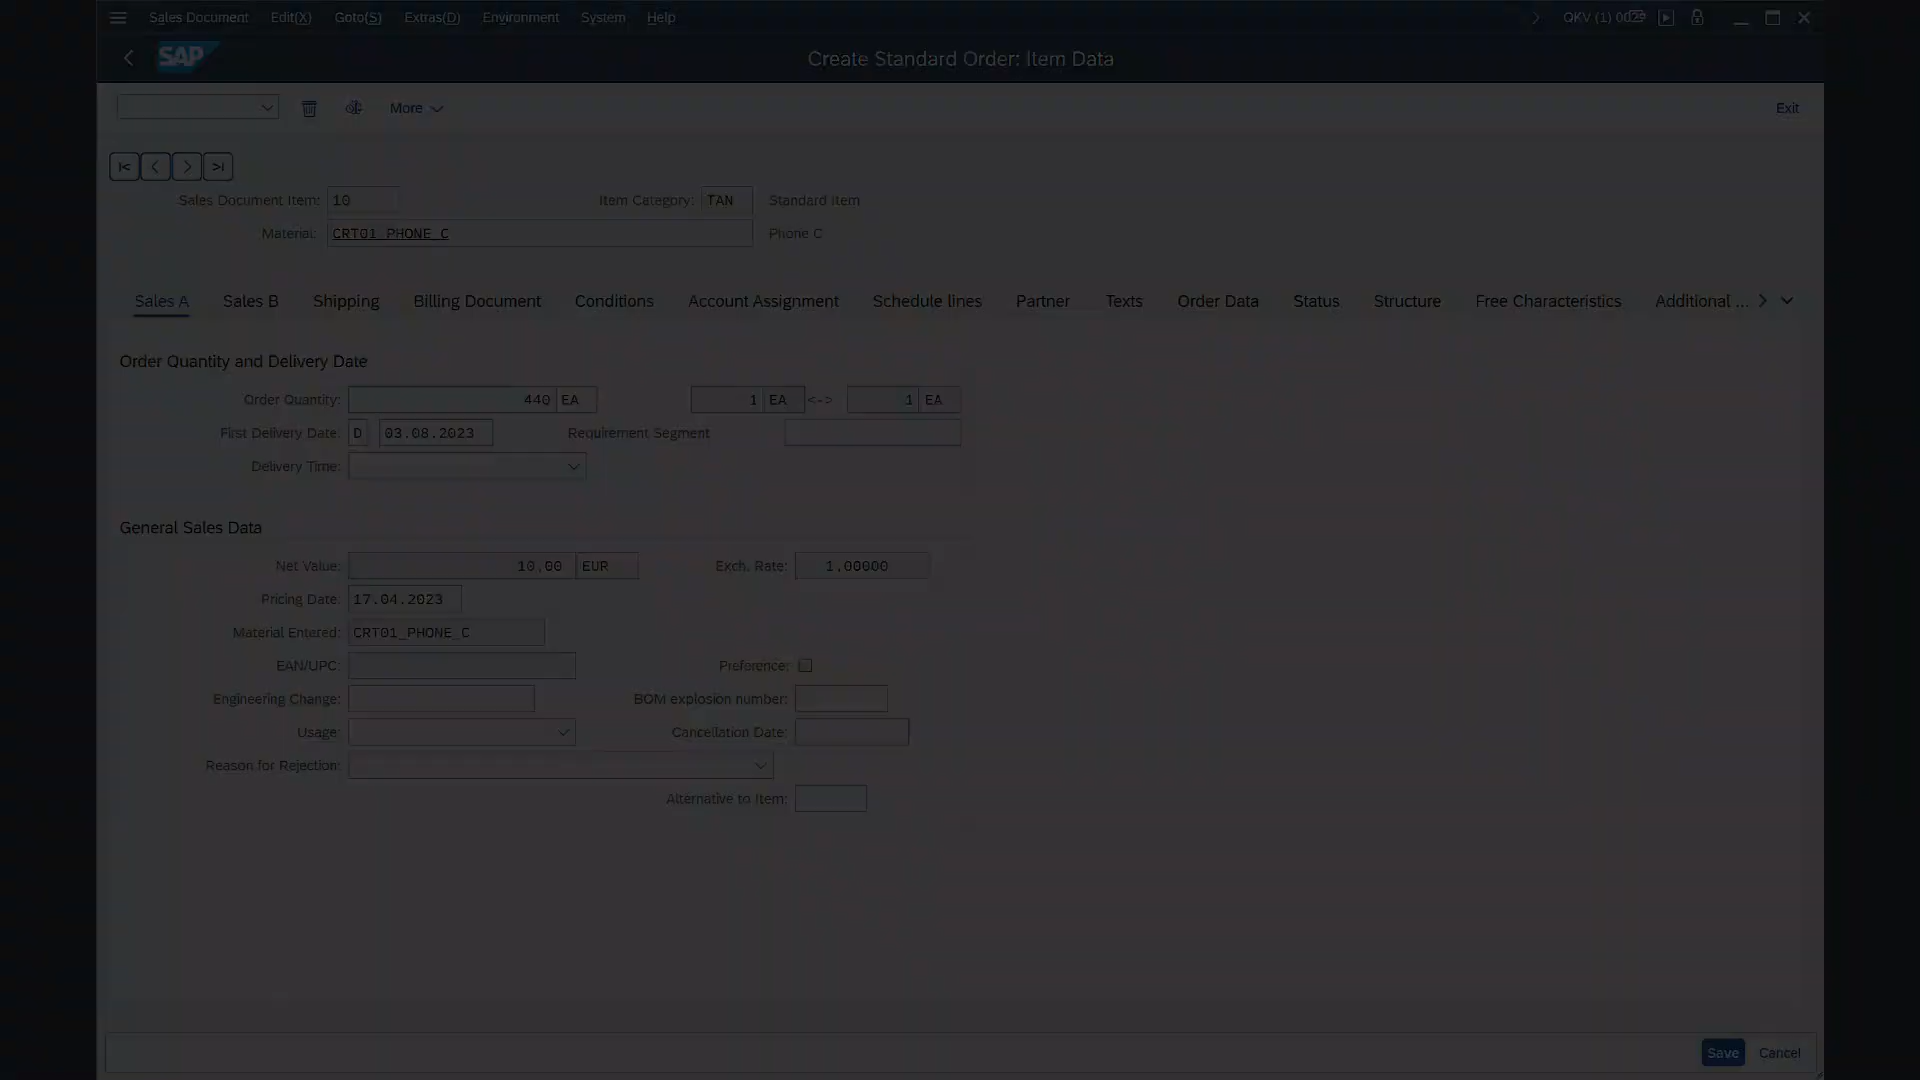 Sales Document Edit(X) Goto(S) Extras(D) Environment System Help QKV (1) 002
SAP Create Standard Order: Item Data
More Exit
Sales Document Item: 10 Item Category: TAN Standard Item
Material: CRT01_PHONE_C Phone C
Sales A Sales B Shipping Billing Document Conditions Account Assignment Schedule lines Partner Texts Order Data Status Structure Free Characteristics Additional ...
Order Quantity and Delivery Date
Order Quantity: 440 EA 1 EA <-> 1 EA
First Delivery Date: D 03.08.2023 Requirement Segment
Delivery Time:
General Sales Data
Net Value: 10,00 EUR Exch. Rate: 1,00000
Pricing Date: 17.04.2023
Material Entered: CRT01_PHONE_C
EAN/UPC: Preference:
Engineering Change: BOM explosion number:
Usage: Cancellation Date:
Reason for Rejection:
Alternative to Item:
Save Cancel